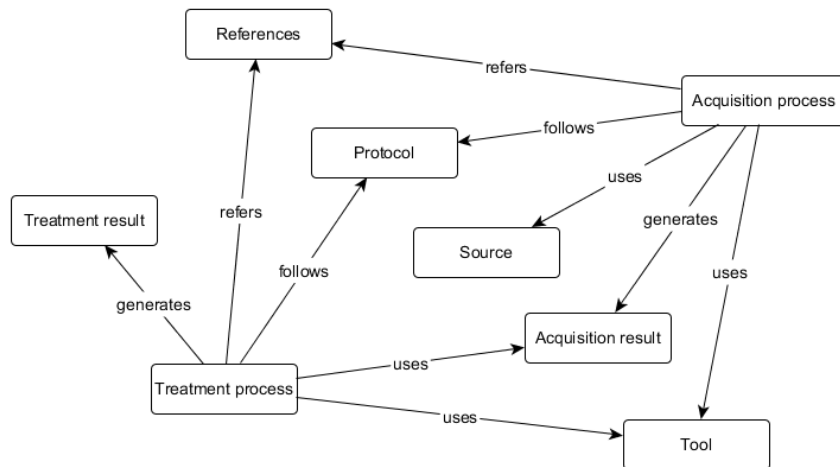 References
refers
Acquisition process
follows
Protocol
uses
Treatment result
refers
generates
Source
follows
uses
generates
Acquisition result
uses
Treatment process
uses
Tool